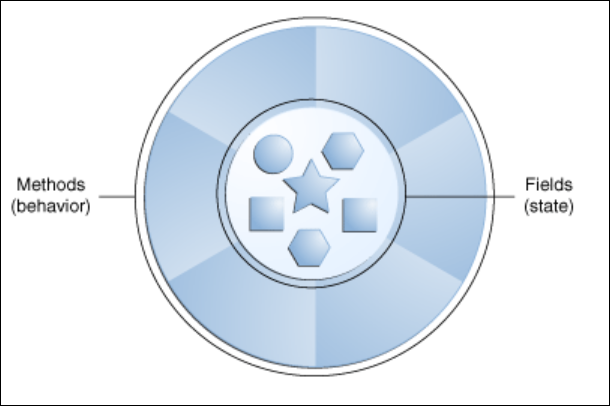 Methods
(behavior)
Fields
(state)